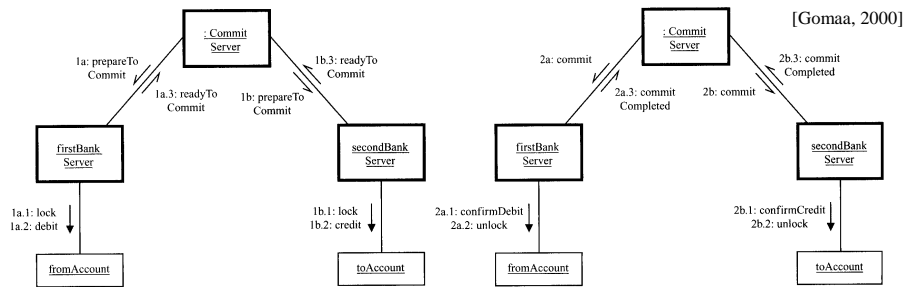 [Gomaa, 2000]
: Commit
Server
1a: prepareTo
Commit
1a.3: readyTo
Commit
1b.3: readyTo
Commit
1b: prepareTo
Commit
firstBank
Server
secondBank
Server
1a.1: lock
1a.2: debit
1b.1: lock
1b.2: credit
fromAccount
toAccount
: Commit
Server
2a: commit
2a.3: commit
Completed
2b.3: commit
Completed
2b: commit
firstBank
Server
secondBank
Server
2a.1: confirmDebit
2a.2: unlock
2b.1: confirmCredit
2b.2: unlock
fromAccount
toAccount